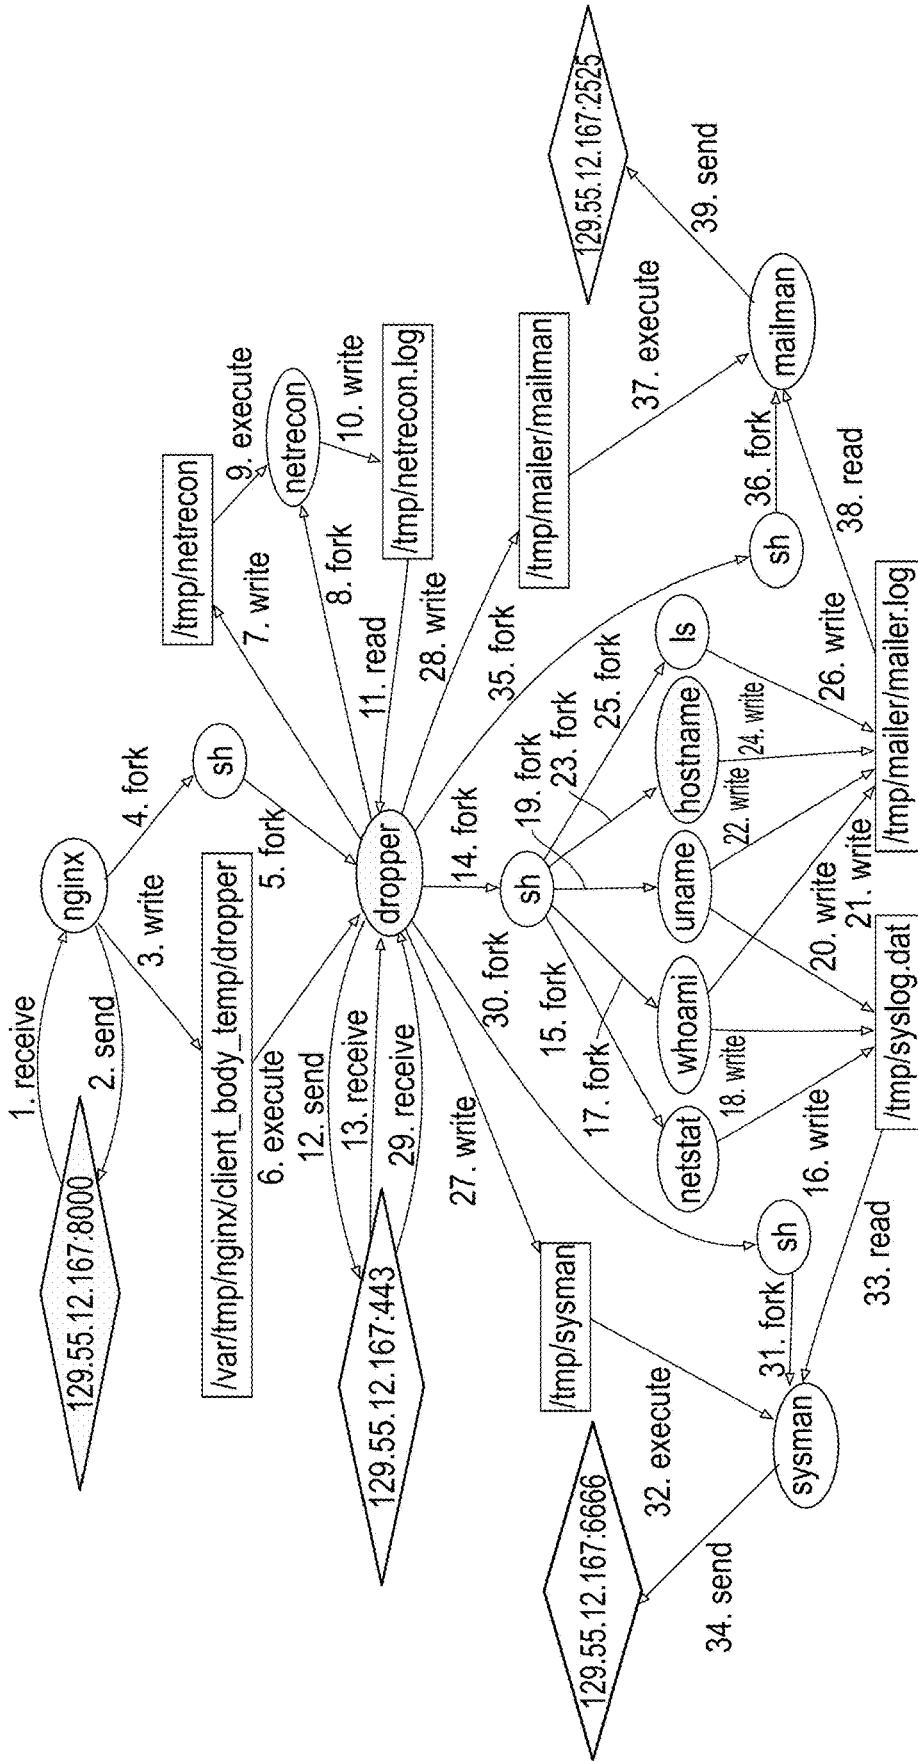 129.55.12.167:8000
1. receive
2. send
nginx
3. write
4. fork
sh
/var/tmp/nginx/client_body_temp/dropper
5. fork
/tmp/netrecon
9. execute
7. write
netrecon
6. execute
12. send
8. fork
10. write
13. receive
129.55.12.167:443
dropper
11. read
/tmp/netrecon.log
29. receive
28. write
27. write
30. fork
14. fork
35. fork
/tmp/mailer/mailman
129.55.12.167:2525
/tmp/sysman
15. fork
sh
19. fork
23. fork
25. fork
37. execute
129.55.12.167:6666
17. fork
32. execute
netstat
whoami
uname
hostname
ls
39. send
34. send
18. write
22. write
24. write
36. fork
31. fork
sh
16. write
sh
mailman
sysman
20. write
21. write
26. write
38. read
33. read
/tmp/syslog.dat
/tmp/mailer/mailer.log